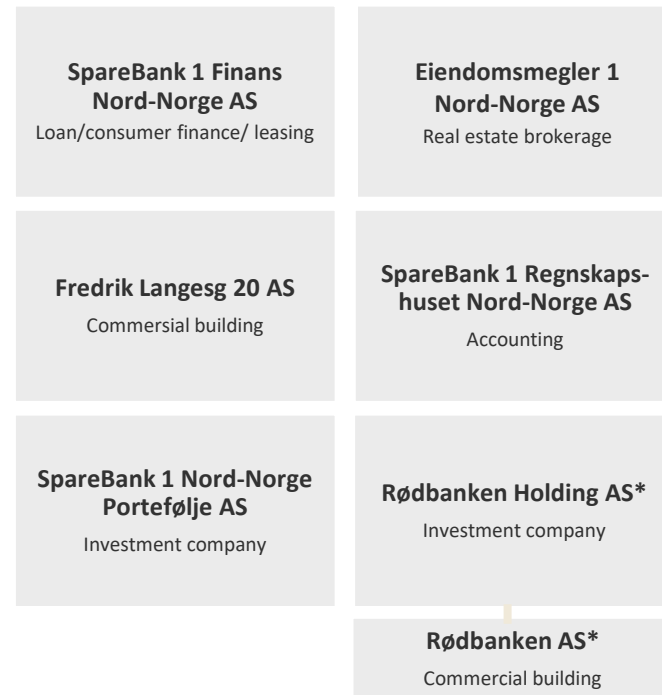 SpareBank 1 Finans
Nord-Norge AS
Loan/consumer finance/ leasing
Eiendomsmegler 1
Nord-Norge AS
Real estate brokerage
Fredrik Langesg 20 AS
Commersial building
SpareBank 1 Regnskaps-
huset Nord-Norge AS
Accounting
SpareBank 1 Nord-Norge
Portefølje AS
Investment company
Rødbanken Holding AS*
Investment company
Rødbanken AS*
Commercial building